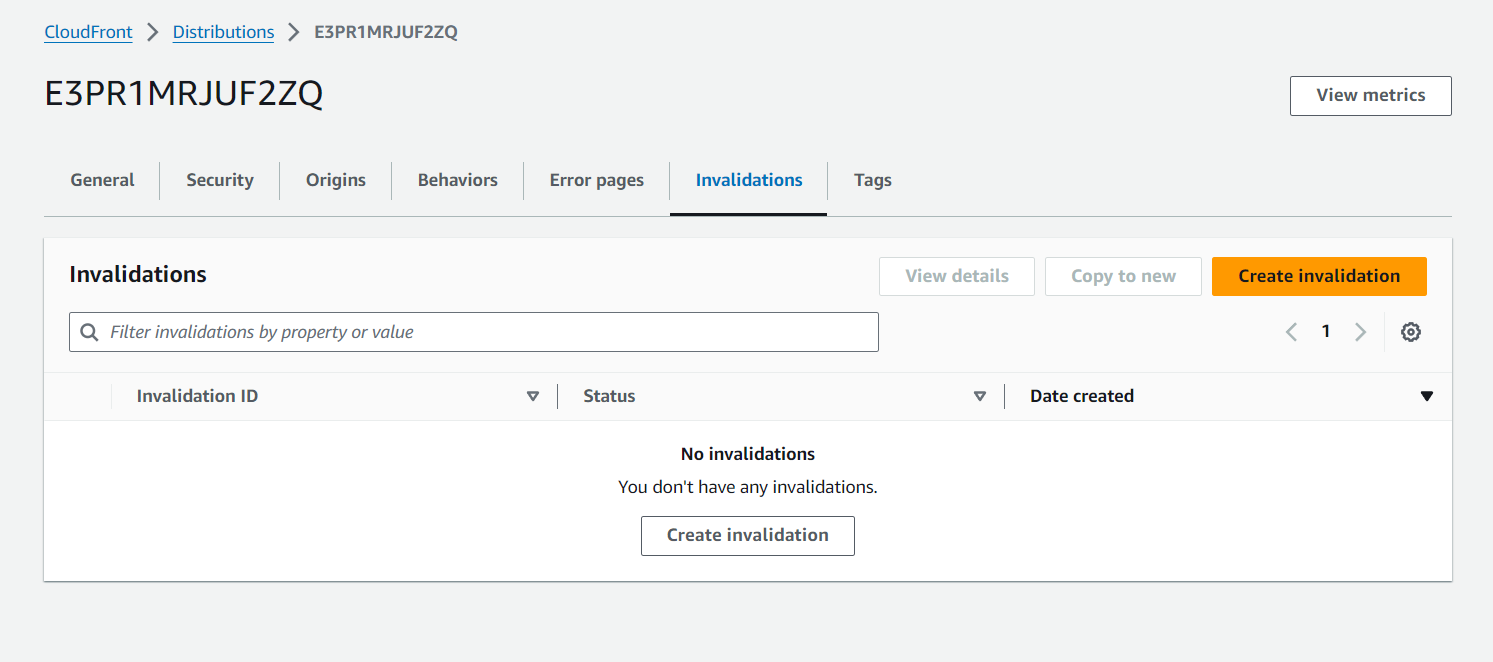 CloudFront > Distributions > E3PR1MRJUF2ZQ
E3PR1MRJUF2ZQ
View metrics
General
Security
Origins
Behaviors
Error pages
Invalidations
Tags
Invalidations
View details
Copy to new
Create invalidation
Filter invalidations by property or value
1
Invalidation ID
Status
Date created
No invalidations
You don't have any invalidations.
Create invalidation